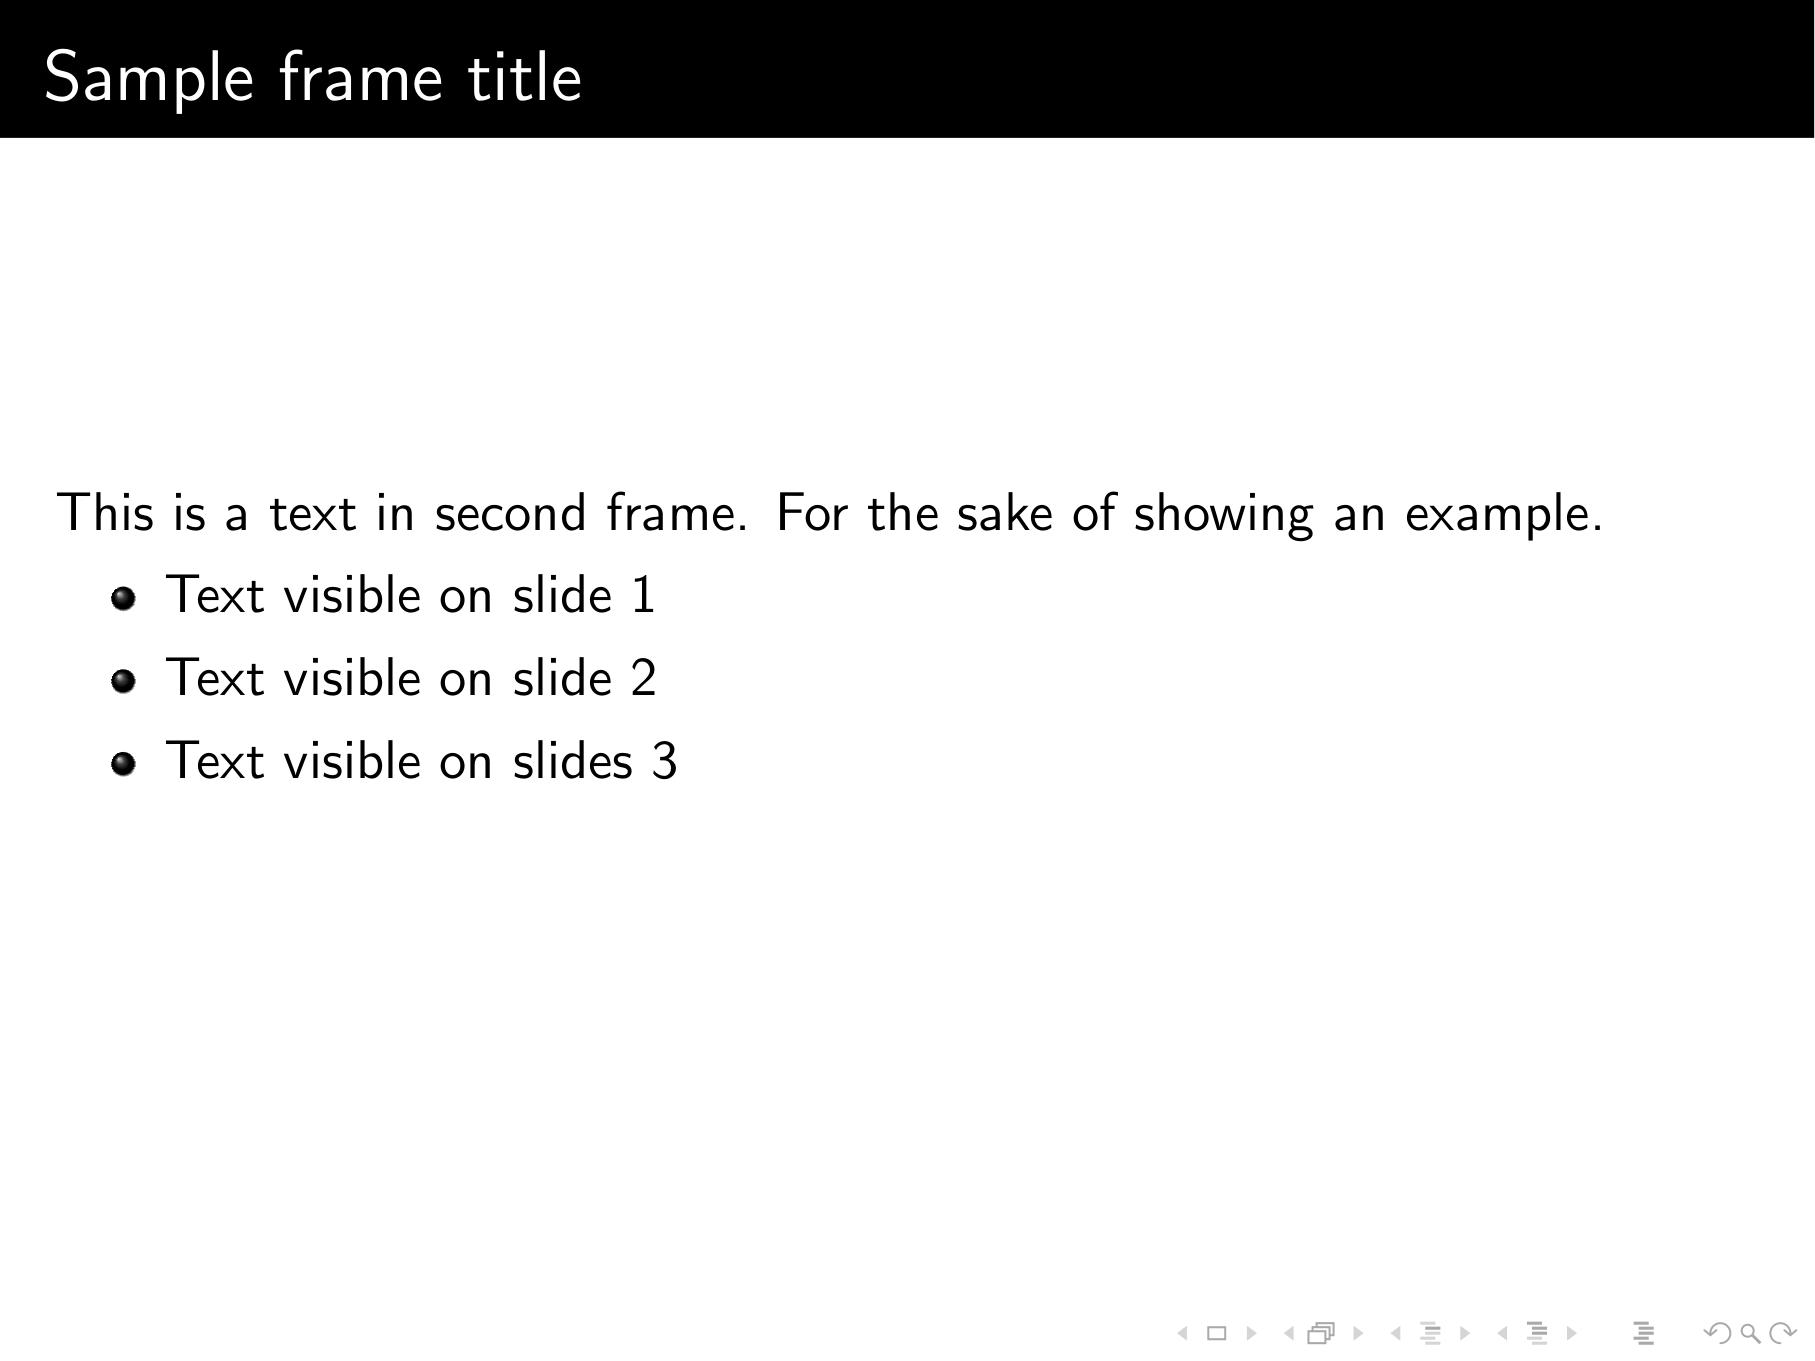 Sample frame title
This is a text in second frame. For the sake of showing an example.
Text visible on slide 1
Text visible on slide 2
Text visible on slides 3